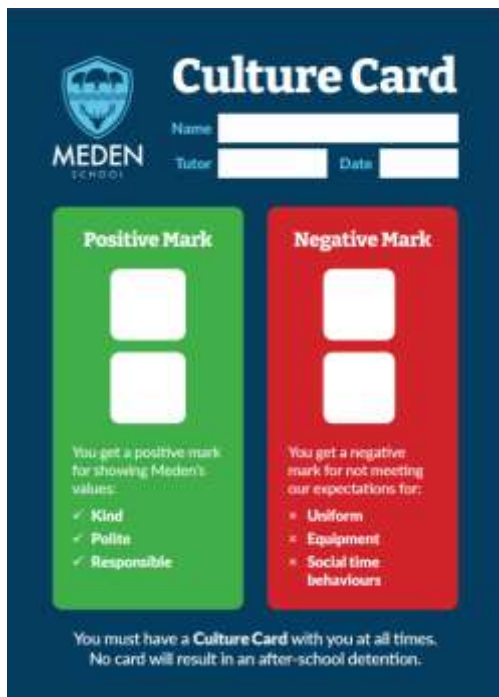 Culture Card
MEDEN
SCHOOL
Name
Tutor
Date
Positive Mark
You get a positive mark
for showing Meden's
values:
✓ Kind
✓ Polite
✓ Responsible
Negative Mark
You get a negative
mark for not meeting
our expectations for:
× Uniform
× Equipment
× Social time
behaviours
You must have a Culture Card with you at all times.
No card will result in an after-school detention.